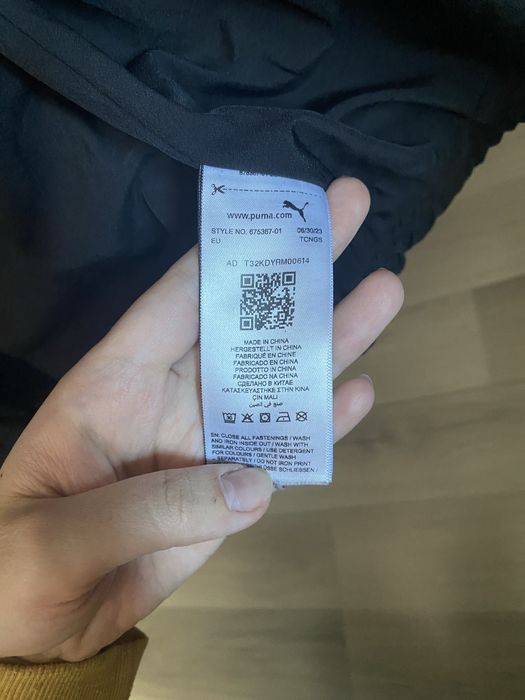 www.puma.com
STYLE NO. 675367-01 06/30/23
EU TCNGS
AD T32KDYRM00614
MADE IN CHINA
HERGESTELLT IN CHINA
FABRIQUÉ EN CHINE
PRODOTTO IN CHINA
FABRICADO EN CHINA
FABRICADO NA CHINA
СДЕЛАНО В КИТАЕ
ΚΑΤΑΣΚΕΥΑΣΤΗΚΕ ΣΤΗΝ ΚΙΝΑ
ÇIN MALI
صنع في الصين
EN: CLOSE ALL FASTENINGS / WASH
AND IRON INSIDE OUT / WASH WITH
SIMILAR COLOURS / USE DETERGENT
FOR COLOURS / GENTLE WASH
SEPARATELY / DO NOT IRON PRINT
SCHLIESSEN /